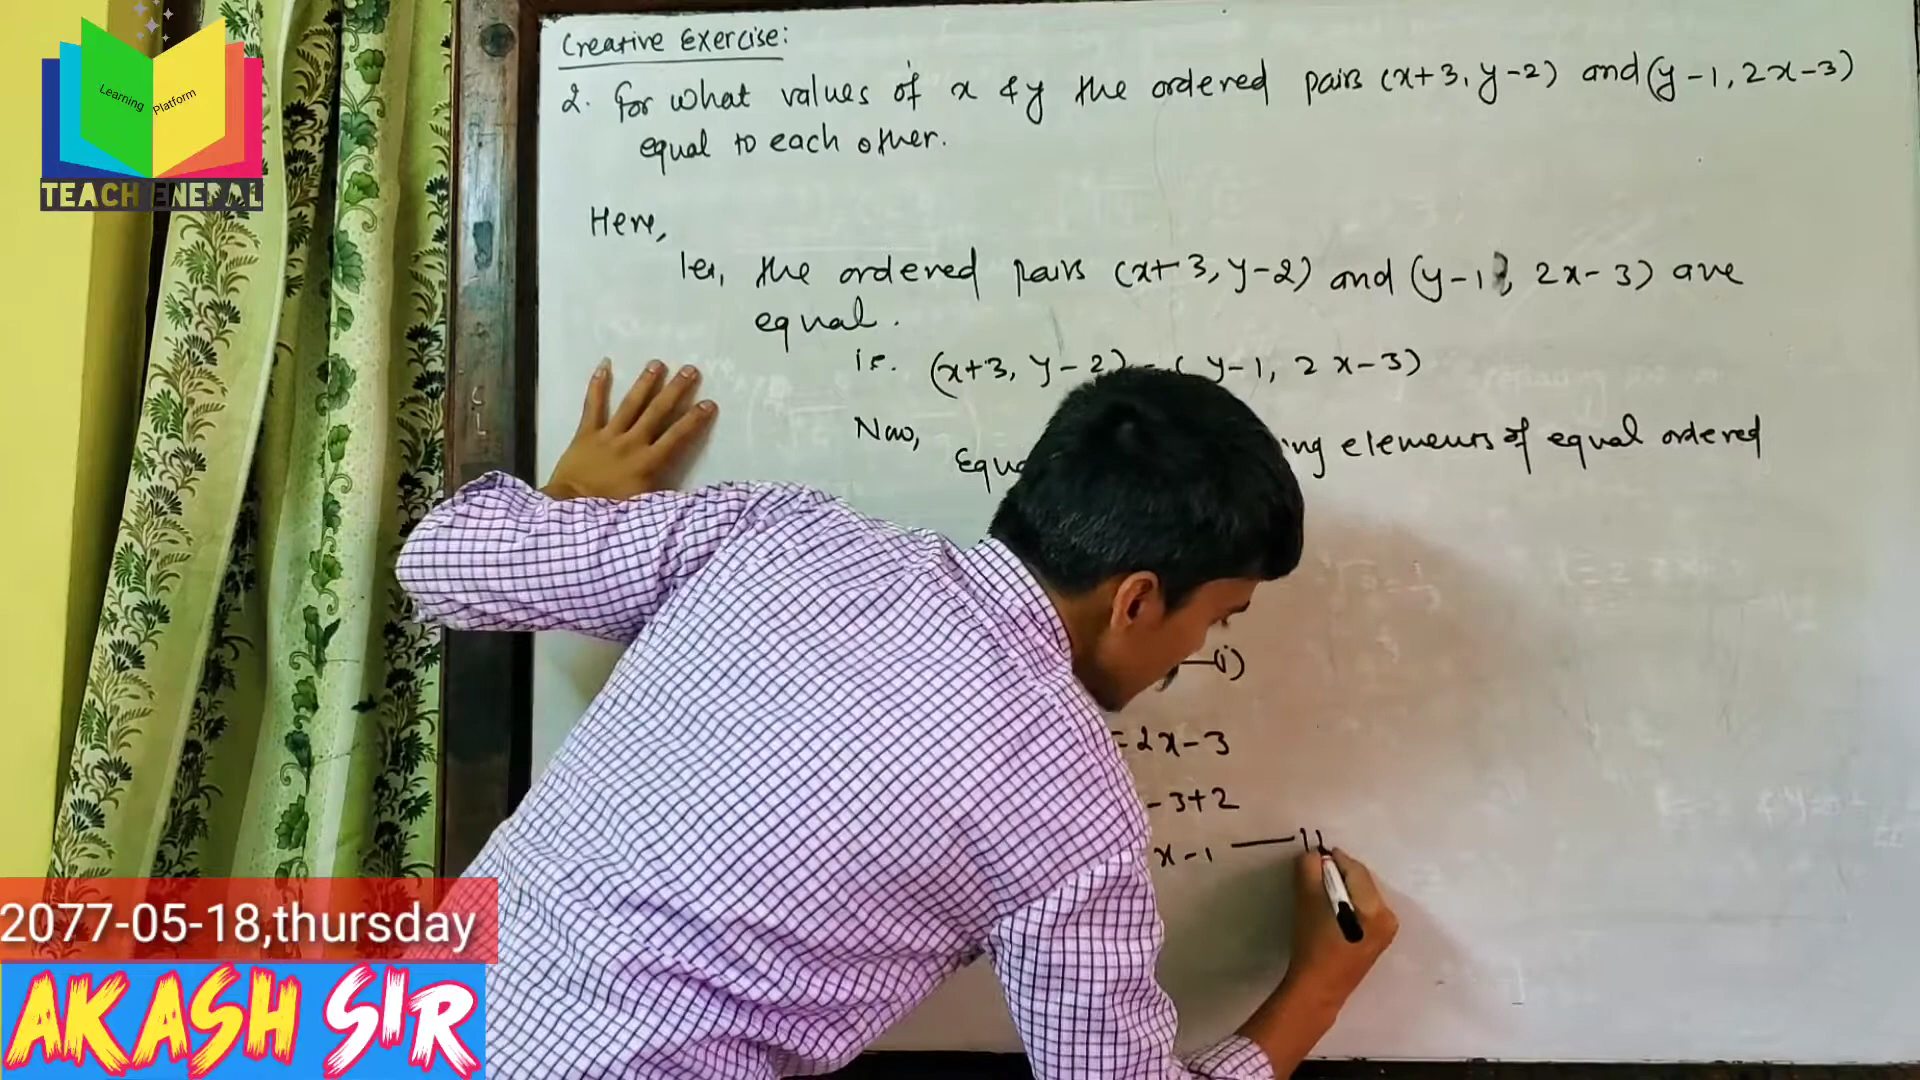 Learning Platform
TEACH ENEPAL
Creative Exercise:
2. For what values of x & y the ordered pairs (x+3, y-2) and (y-1, 2x-3)
equal to each other.
Here,
let, the ordered pairs (x+3, y-2) and (y-1, 2x-3) are
equal.
i.e. (x+3, y-2) = (y-1, 2x-3)
Now,
elements of equal ordered
(i)
= 2x-3
-3+2
x-1
2077-05-18,thursday
AKASH SIR